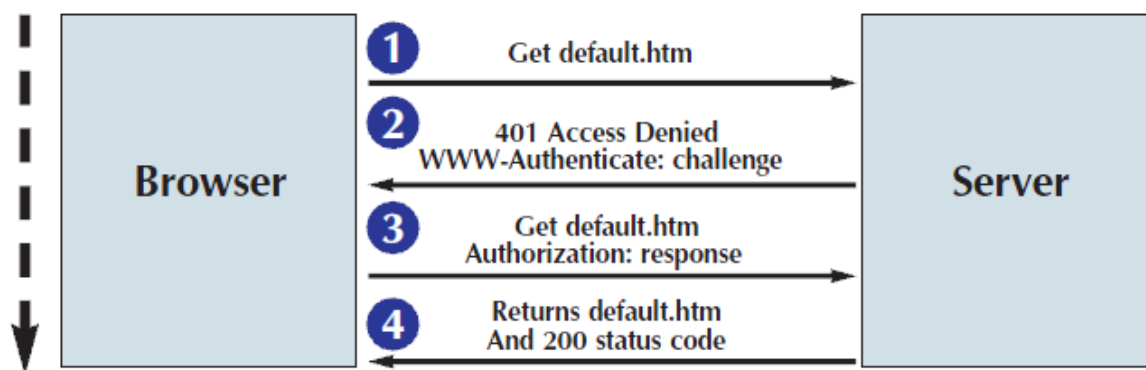 1
Get default.htm
2
401 Access Denied
WWW-Authenticate: challenge
Browser
Server
3
Get default.htm
Authorization: response
4
Returns default.htm
And 200 status code